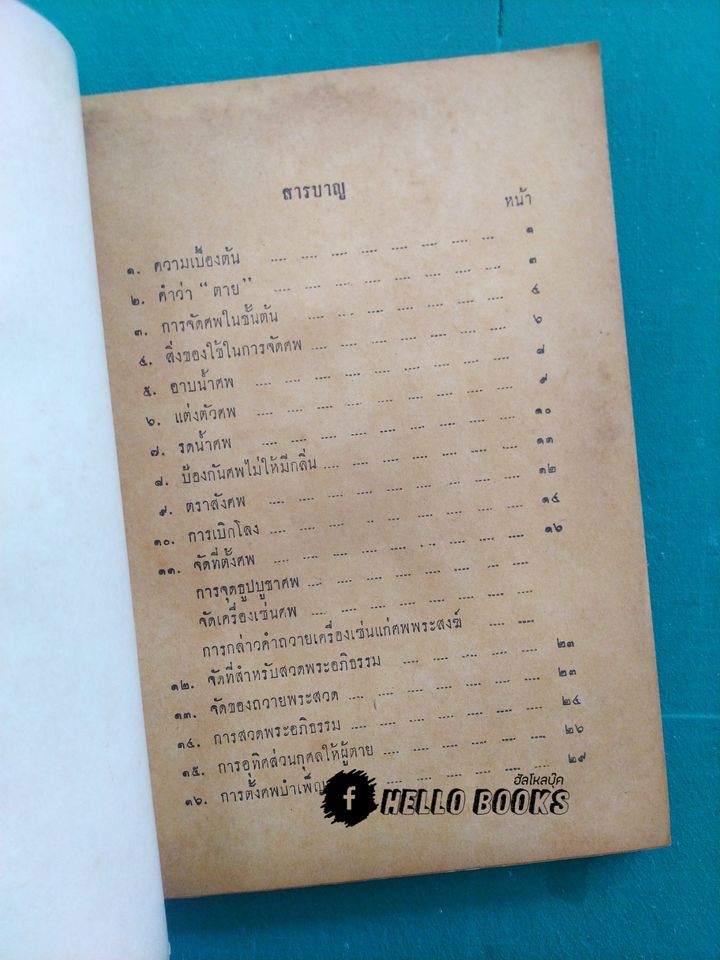 สารบาญ
หน้า
๑. ความเบื้องต้น .... .... .... .... .... .... .... ๑
๒. คำว่า “ตาย” .... .... .... .... .... .... .... ๓
๓. การจัดศพในชั้นต้น .... .... .... .... .... .... ๔
๔. สิ่งของใช้ในการจัดศพ .... .... .... .... .... .... ๖
๕. อาบน้ำศพ .... .... .... .... .... .... .... ๘
๖. แต่งตัวศพ .... .... .... .... .... .... .... ๙
๗. รดน้ำศพ .... .... .... .... .... .... .... ๑๐
๘. ป้องกันศพไม่ให้มีกลิ่น .... .... .... .... .... .... ๑๑
๙. ตราสังศพ .... .... .... .... .... .... .... ๑๒
๑๐. การเบิกโลง .... .... .... .... .... .... .... ๑๔
๑๑. จัดที่ตั้งศพ .... .... .... .... .... .... .... ๑๖
การจุดธูปบูชาศพ .... .... .... .... .... ....
จัดเครื่องเซ่นศพ .... .... .... .... .... ....
การกล่าวคำถวายเครื่องเซ่นแก่ศพพระสงฆ์ .... ....
๑๒. จัดที่สำหรับสวดพระอภิธรรม .... .... .... .... .... ๒๓
๑๓. จัดของถวายพระสวด .... .... .... .... .... .... ๒๓
๑๔. การสวดพระอภิธรรม .... .... .... .... .... .... ๒๔
๑๕. การอุทิศส่วนกุศลให้ผู้ตาย .... .... .... .... .... ๒๖
๑๖. การตั้งศพบำเพ็ญ .... .... .... .... .... ๒๙
ฮัลโหลบุ๊ค
f HELLO BOOKS